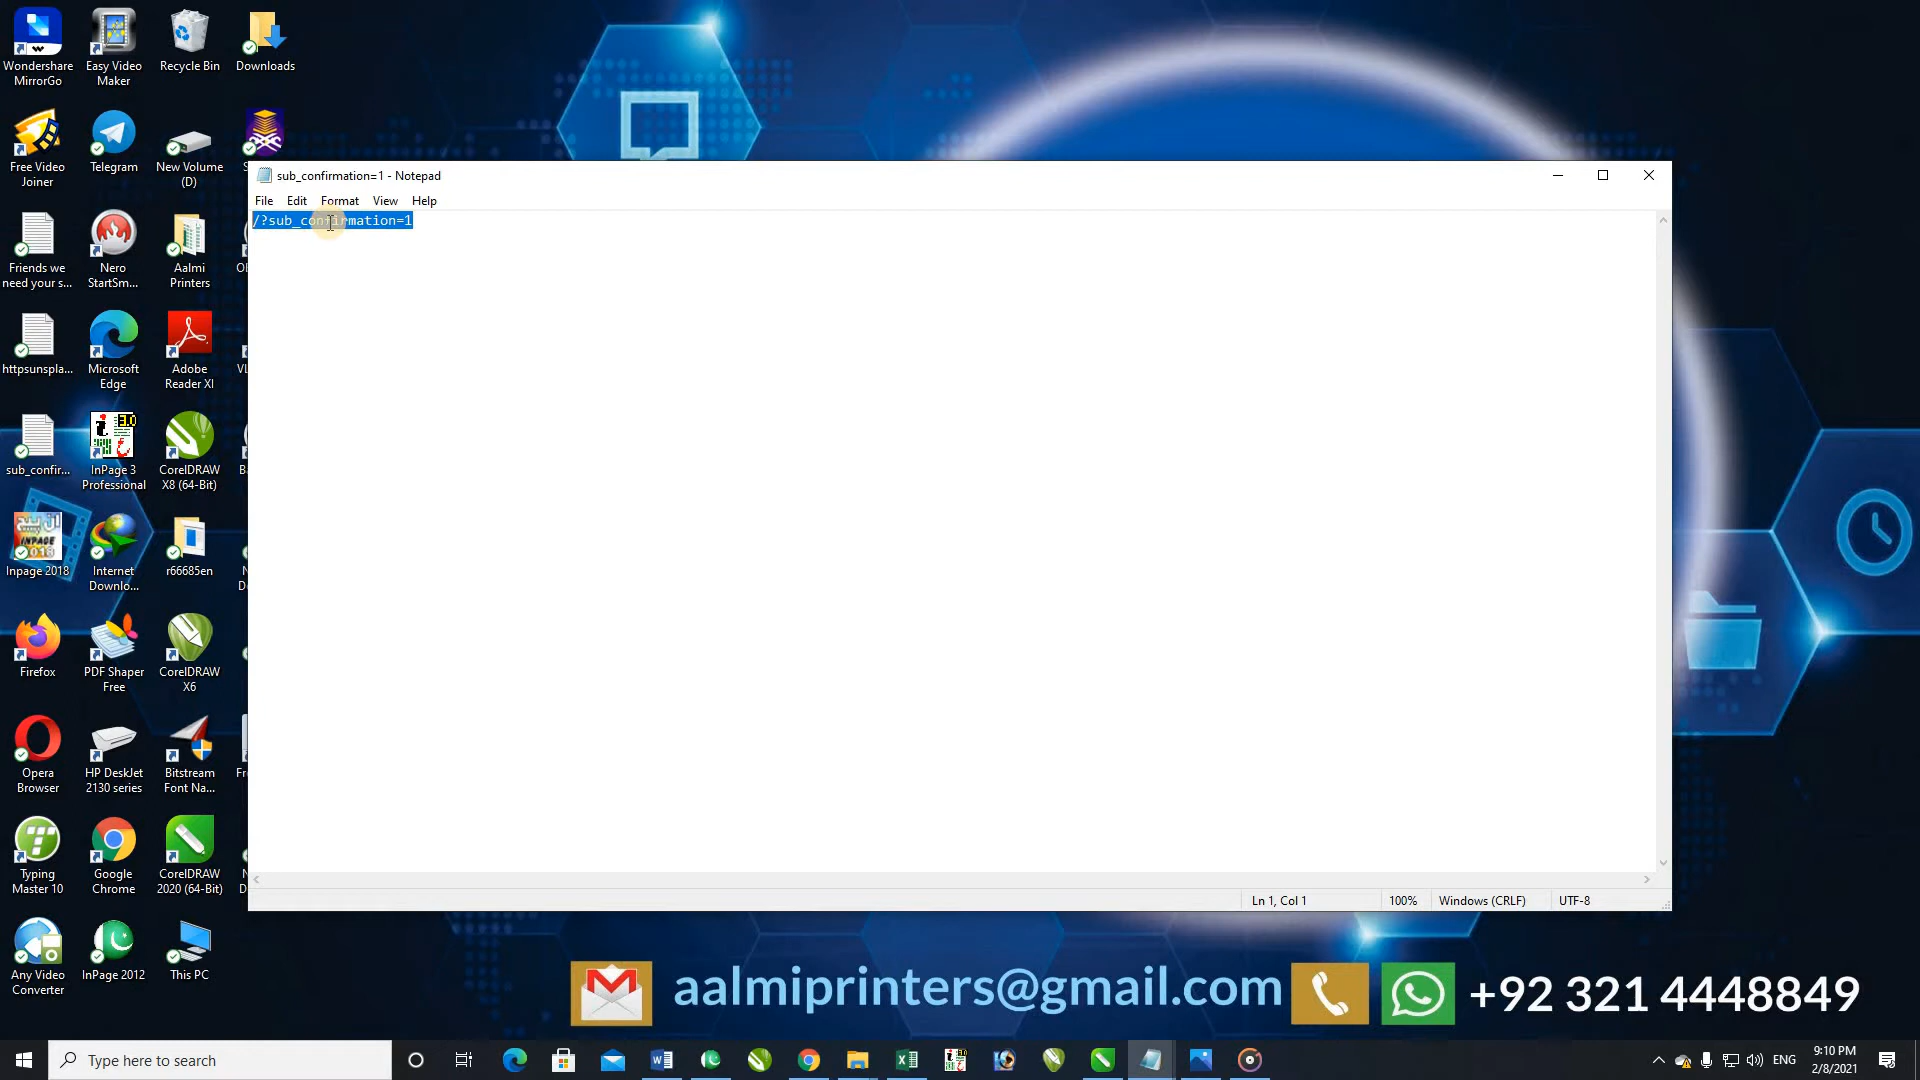 Wondershare
MirrorGo
Easy Video
Maker
Recycle Bin
Downloads
Free Video
Joiner
Telegram
New Volume
(D)
sub_confirmation=1 - Notepad
File Edit Format View Help
/?sub_confirmation=1
Friends we
need your s...
Nero
StartSm...
Aalmi
Printers
httpsunspla...
Microsoft
Edge
Adobe
Reader XI
sub_confir...
InPage 3
Professional
CorelDRAW
X8 (64-Bit)
Inpage 2018
Internet
Downlo...
r66685en
Firefox
PDF Shaper
Free
CorelDRAW
X6
Opera
Browser
HP DeskJet
2130 series
Bitstream
Font Na...
Typing
Master 10
Google
Chrome
CorelDRAW
2020 (64-Bit)
Any Video
Converter
InPage 2012
This PC
Ln 1, Col 1
100%
Windows (CRLF)
UTF-8
aalmiprinters@gmail.com
+92 321 4448849
Type here to search
ENG
9:10 PM
2/8/2021